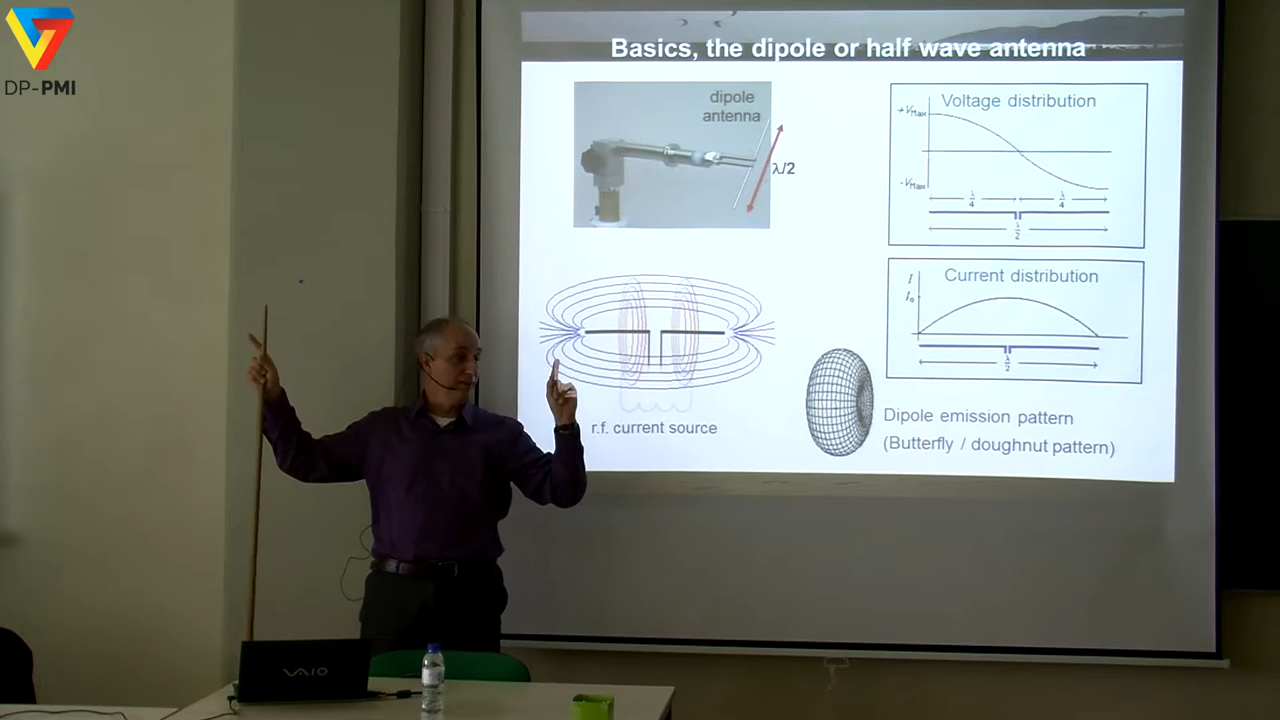 DP-PMI
Basics, the dipole or half wave antenna
dipole
antenna
λ/2
Voltage distribution
+VMax
-VMax
λ/4
λ/4
λ/2
Current distribution
I
I₀
λ/2
r.f. current source
Dipole emission pattern
(Butterfly / doughnut pattern)
VAIO